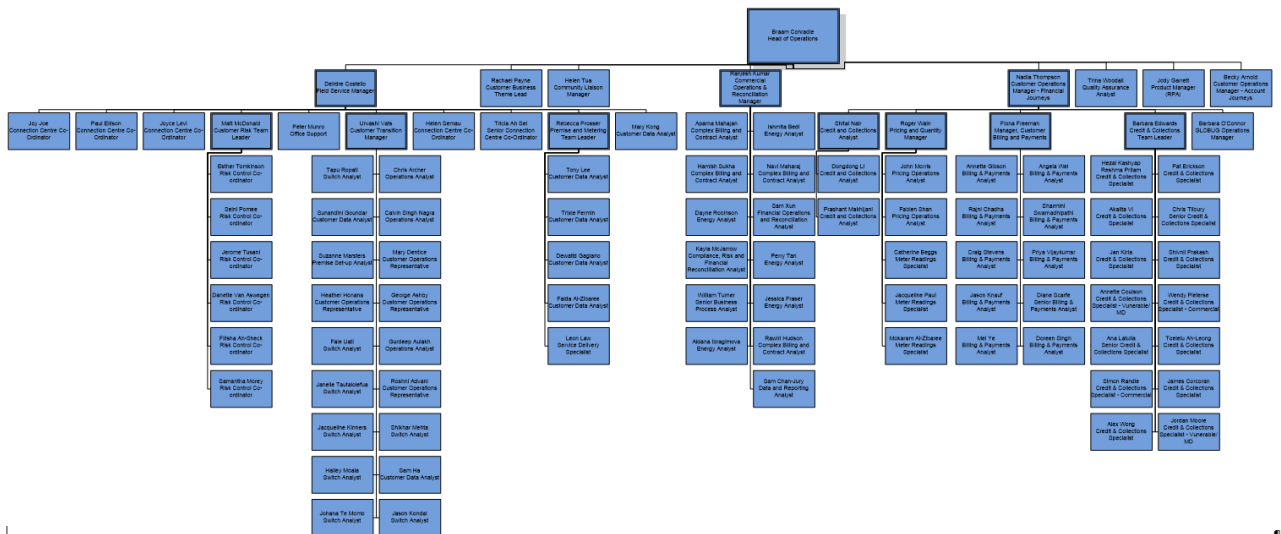 Braam Conradie
Head of Operations
Deirdre Costello
Field Service Manager
Rachael Payne
Customer Business
Theme Lead
Helen Tua
Community Liaison
Manager
Ranjesh Kumar
Commercial
Operations &
Reconciliation
Manager
Nadia Thompson
Customer Operations
Manager - Financial
Journeys
Trina Woodall
Quality Assurance
Analyst
Jody Garrett
Product Manager
(RPA)
Becky Arnold
Customer Operations
Manager - Account
Journeys
Joy Joe
Connection Centre Co-
Ordinator
Paul Ellison
Connection Centre Co-
Ordinator
Joyce Levi
Connection Centre Co-
Ordinator
Matt McDonald
Customer Risk Team
Leader
Peter Munro
Office Support
Urvashi Vats
Customer Transition
Manager
Helen Semau
Connection Centre Co-
Ordinator
Tricia Ah Set
Senior Connection
Centre Co-Ordinator
Rebecca Prosser
Premise and Metering
Team Leader
Mary Kong
Customer Data Analyst
Aparna Mahajan
Complex Billing and
Contract Analyst
Ishvnita Bedi
Energy Analyst
Shital Nair
Credit and Collections
Analyst
Roger Walh
Pricing and Quantity
Manager
Fiona Freeman
Manager, Customer
Billing and Payments
Barbara Edwards
Credit & Collections
Team Leader
Barbara O'Connor
GLOBUG Operations
Manager
Esther Tomkinson
Risk Control Co-
ordinator
Tapu Ropati
Switch Analyst
Chris Archer
Operations Analyst
Tony Lee
Customer Data Analyst
Hamish Sukha
Complex Billing and
Contract Analyst
Navi Maharaj
Complex Billing and
Contract Analyst
Dongdong Li
Credit and Collections
Analyst
John Morris
Pricing Operations
Analyst
Annette Gibson
Billing & Payments
Analyst
Angela Wei
Billing & Payments
Analyst
Hezal Kashyap
Reshma Pritam
Credit & Collections
Specialist
Pat Erickson
Credit & Collections
Specialist
Deini Pomee
Risk Control Co-
ordinator
Sunandini Goundar
Customer Data Analyst
Calvin Singh Nagra
Operations Analyst
Trixie Fermin
Customer Data Analyst
Dayne Robinson
Energy Analyst
Sam Xun
Financial Operations
and Reconciliation
Analyst
Prashant Makhijani
Credit and Collections
Analyst
Fabien Shan
Pricing Operations
Analyst
Rajni Chadha
Billing & Payments
Analyst
Sharmini
Swarnadhipathi
Billing & Payments
Analyst
Akalita Vi
Credit & Collections
Specialist
Chris Tilbury
Senior Credit &
Collections Specialist
Jerome Tusani
Risk Control Co-
ordinator
Suzanne Marsters
Premise Set-up Analyst
Mary Dentice
Customer Operations
Representative
Dewald Gagiano
Customer Data Analyst
Kayla McJarrow
Compliance, Risk and
Financial
Reconciliation Analyst
Perry Tan
Energy Analyst
Catherine Beggs
Meter Readings
Specialist
Craig Stevens
Billing & Payments
Analyst
Priya Vijaykumar
Billing & Payments
Analyst
Jan Kirta
Credit & Collections
Specialist
Shivnil Prakash
Credit & Collections
Specialist
Danette Van Aswegen
Risk Control Co-
ordinator
Heather Honana
Customer Operations
Representative
George Ashby
Customer Operations
Representative
Faida Al-Zibaree
Customer Data Analyst
William Turner
Senior Business
Process Analyst
Jessica Fraser
Energy Analyst
Jacqueline Paul
Meter Readings
Specialist
Jason Knauf
Billing & Payments
Analyst
Diane Scarfe
Senior Billing &
Payments Analyst
Annette Coulson
Credit & Collections
Specialist - Vunerable/
MD
Wendy Pieterse
Credit & Collections
Specialist - Commercial
Filisha Ah-Sheck
Risk Control Co-
ordinator
Fale Uati
Switch Analyst
Gurdeep Aulakh
Operations Analyst
Leon Law
Service Delivery
Specialist
Aidana Ibragimova
Energy Analyst
Rawiri Hudson
Complex Billing and
Contract Analyst
Mokaram Al-Zibaree
Meter Readings
Specialist
Mei Ye
Billing & Payments
Analyst
Doreen Singh
Billing & Payments
Analyst
Ana Latulia
Senior Credit &
Collections Specialist
Toetetu Ah-Leong
Credit & Collections
Specialist
Samantha Morey
Risk Control Co-
ordinator
Janelle Tautaiolefua
Switch Analyst
Roshni Advani
Customer Operations
Representative
Sam Chan-Jury
Data and Reporting
Analyst
Simon Randle
Credit & Collections
Specialist - Commercial
James Corcoran
Credit & Collections
Specialist
Jacqueline Kinners
Switch Analyst
Shikhar Mehta
Switch Analyst
Alex Wong
Credit & Collections
Specialist
Jordan Moore
Credit & Collections
Specialist - Vunerable/
MD
Hailey Moala
Switch Analyst
Sam Ha
Customer Data Analyst
Johana Te Momo
Switch Analyst
Jason Kondal
Switch Analyst